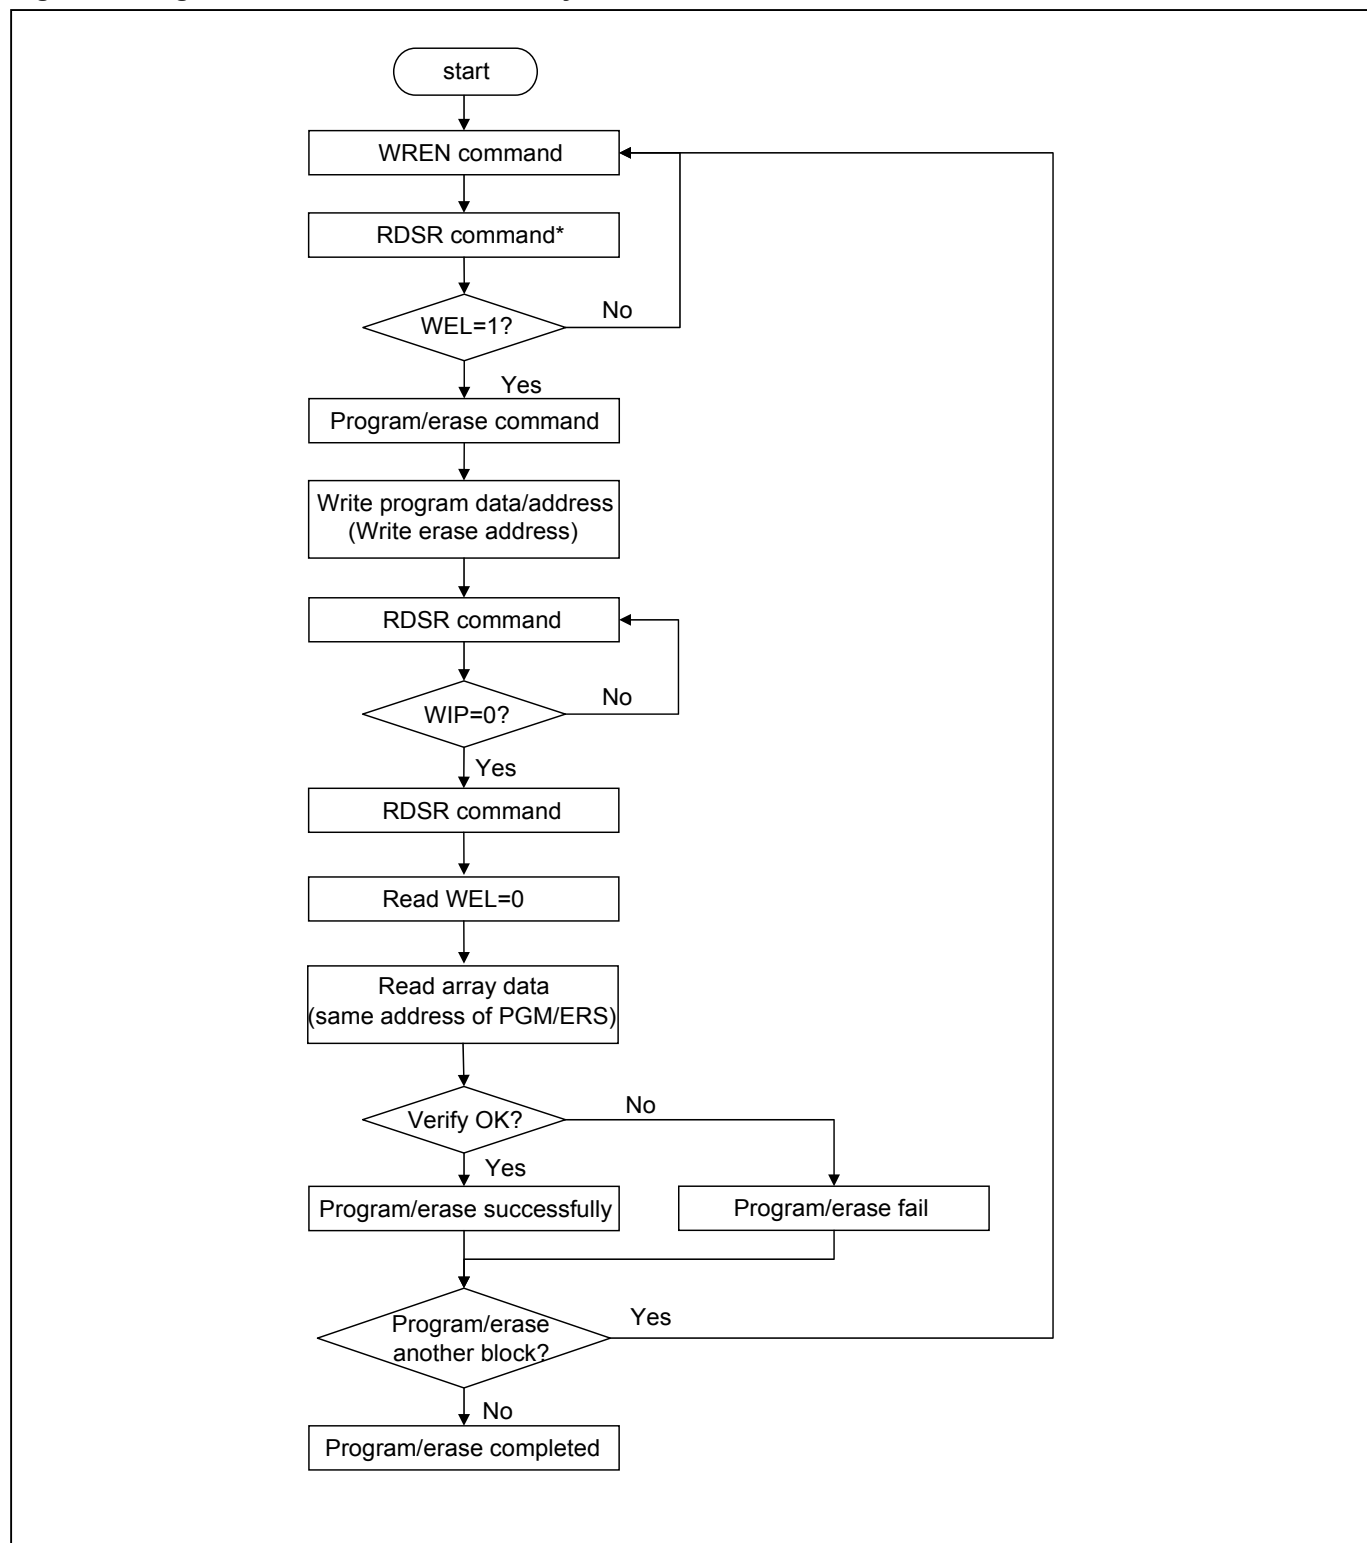 start
WREN command
RDSR command*
WEL=1?
No
Yes
Program/erase command
Write program data/address
(Write erase address)
RDSR command
WIP=0?
No
Yes
RDSR command
Read WEL=0
Read array data
(same address of PGM/ERS)
Verify OK?
No
Yes
Program/erase successfully
Program/erase fail
Program/erase
another block?
Yes
No
Program/erase completed